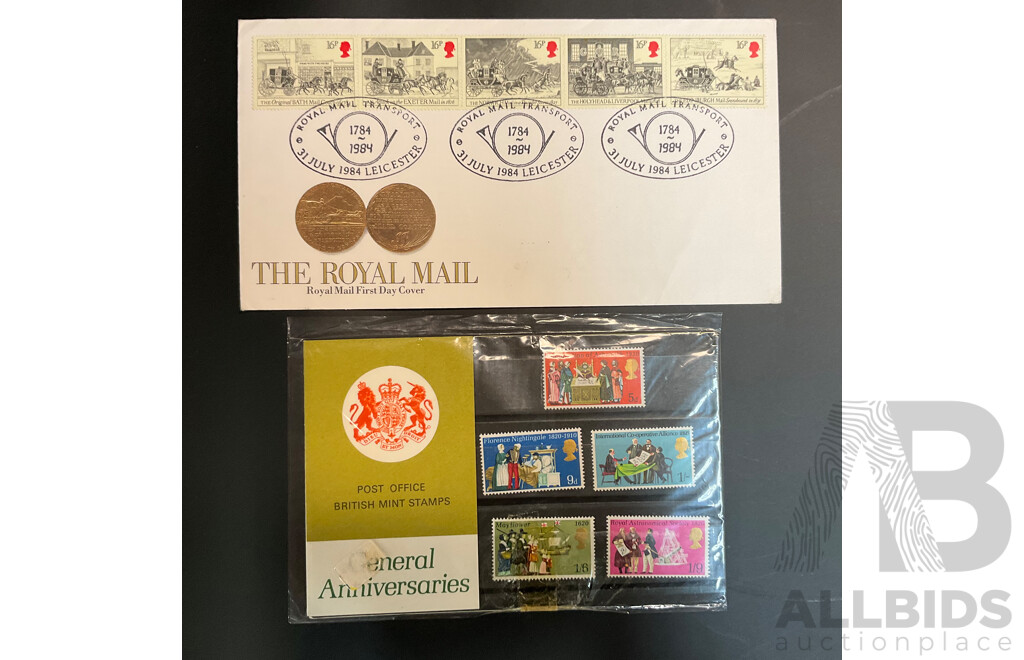 16P 16P 16P 16P 16P
THE Original BATH Mail EXETER Mail in 1816 THE HOLYHEAD & LIVERPOOL
ROYAL MAIL TRANSPORT
1784
~
1984
31 JULY 1984 LEICESTER
ROYAL MAIL TRANSPORT
1784
~
1984
31 JULY 1984 LEICESTER
ROYAL MAIL TRANSPORT
1784
~
1984
31 JULY 1984 LEICESTER
THE ROYAL MAIL
Royal Mail First Day Cover
POST OFFICE
BRITISH MINT STAMPS
General
Anniversaries
5d
Florence Nightingale 1820-1910
9d
International Co-operative
1/-
Mayflower 1620
1/6
Royal Astronomical
1/9
AB
ALLBIDS
auctionplace